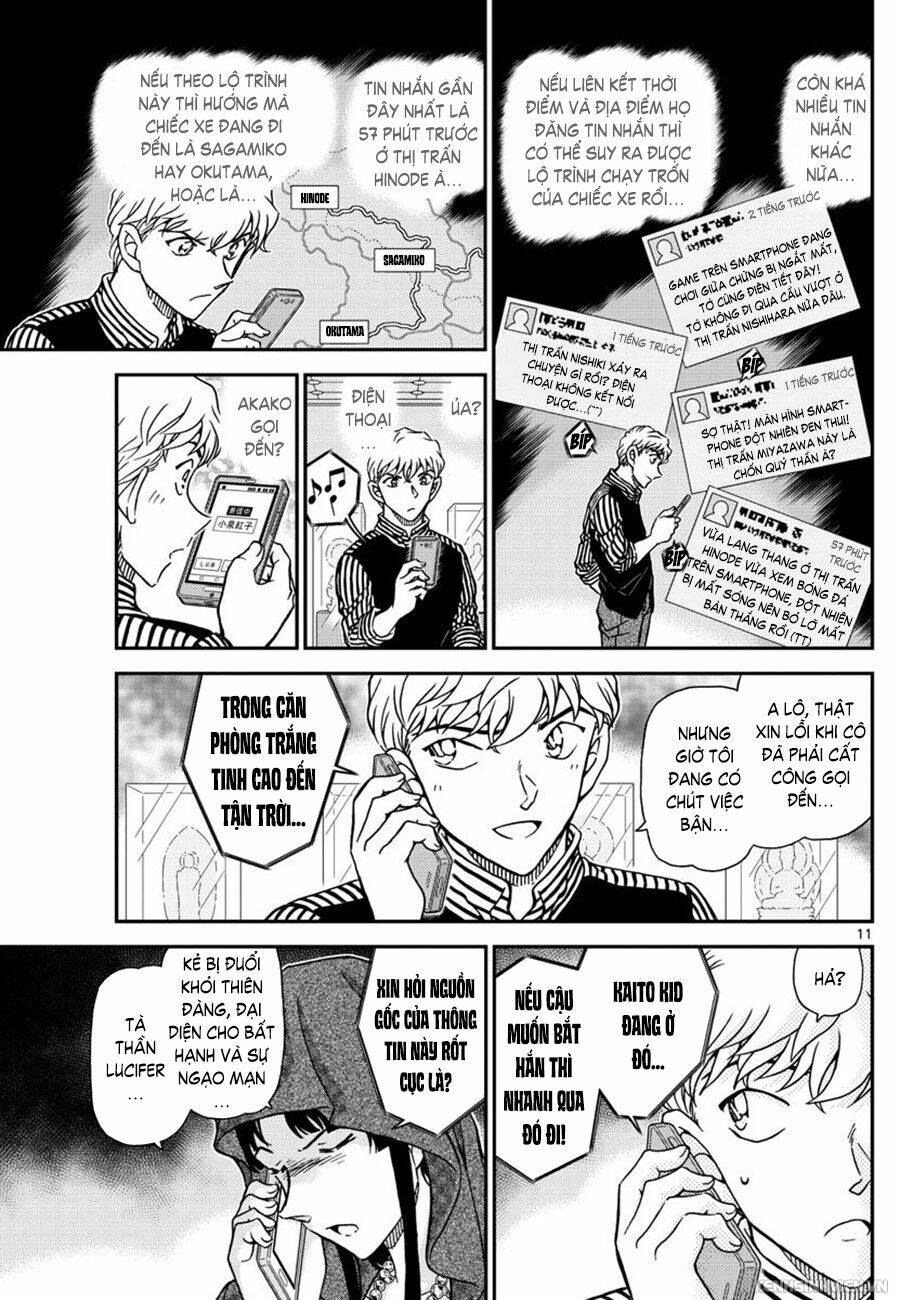 CÒN KHÁ
NHIỀU TIN
NHẮN
KHÁC
NỮA...
NẾU LIÊN KẾT THỜI
ĐIỂM VÀ ĐỊA ĐIỂM HỌ
ĐĂNG TIN NHẮN THÌ
CÓ THỂ SUY RA ĐƯỢC
LỘ TRÌNH CHẠY TRỐN
CỦA CHIẾC XE RỒI...
2 TIẾNG TRƯỚC
GAME TRÊN SMARTPHONE ĐANG
CHƠI GIỮA CHỪNG BỊ NGẮT MẤT,
TỚ CŨNG ĐIÊN TIẾT ĐÂY!
TỚ KHÔNG ĐI QUA CẦU VƯỢT Ở
THỊ TRẤN NISHIHARA NỮA ĐÂU.
1 TIẾNG TRƯỚC
THỊ TRẤN NISHIKI XẢY RA
CHUYỆN GÌ RỒI? ĐIỆN
THOẠI KHÔNG KẾT NỐI
ĐƯỢC...(~~)
BÍP
1 TIẾNG TRƯỚC
SỢ THẬT! MÀN HÌNH SMART-
PHONE ĐỘT NHIÊN ĐEN THUI!
THỊ TRẤN MIYAZAWA NÀY LÀ
CHỐN QUỶ THẦN À?
BÍP
57 PHÚT
TRƯỚC
VỪA LANG THANG Ở THỊ TRẤN
HINODE VỪA XEM BÓNG ĐÁ
TRÊN SMARTPHONE, ĐỘT NHIÊN
BỊ MẤT SÓNG NÊN BỎ LỠ MẤT
BÀN THẮNG RỒI (TT)
BÍP
TIN NHẮN GẦN
ĐÂY NHẤT LÀ
57 PHÚT TRƯỚC
Ở THỊ TRẤN
HINODE À...
NẾU THEO LỘ TRÌNH
NÀY THÌ HƯỚNG MÀ
CHIẾC XE ĐANG ĐI
ĐẾN LÀ SAGAMIKO
HAY OKUTAMA,
HOẶC LÀ...
HINODE
SAGAMIKO
OKUTAMA
ỦA?
ĐIỆN
THOẠI
...
AKAKO
GỌI
ĐẾN?
着信中
小泉紅子
A LÔ, THẬT
XIN LỖI KHI CÔ
ĐÃ PHẢI CẤT
CÔNG GỌI
ĐẾN...
NHƯNG
GIỜ TÔI
ĐANG CÓ
CHÚT VIỆC
BẬN...
TRONG CĂN
PHÒNG TRẮNG
TINH CAO ĐẾN
TẬN TRỜI...
11
HẢ?
KAITO KID
ĐANG Ở
ĐÓ...
NẾU CẬU
MUỐN BẮT
HẮN THÌ
NHANH QUA
ĐÓ ĐI!
XIN HỎI NGUỒN
GỐC CỦA THÔNG
TIN NÀY RỐT
CỤC LÀ?
KẺ BỊ ĐUỔI
KHỎI THIÊN
ĐÀNG, ĐẠI
DIỆN CHO BẤT
HẠNH VÀ SỰ
NGẠO MẠN
...
TÀ
THẦN
LUCIFER
...
KENHSINHVIEN.VN